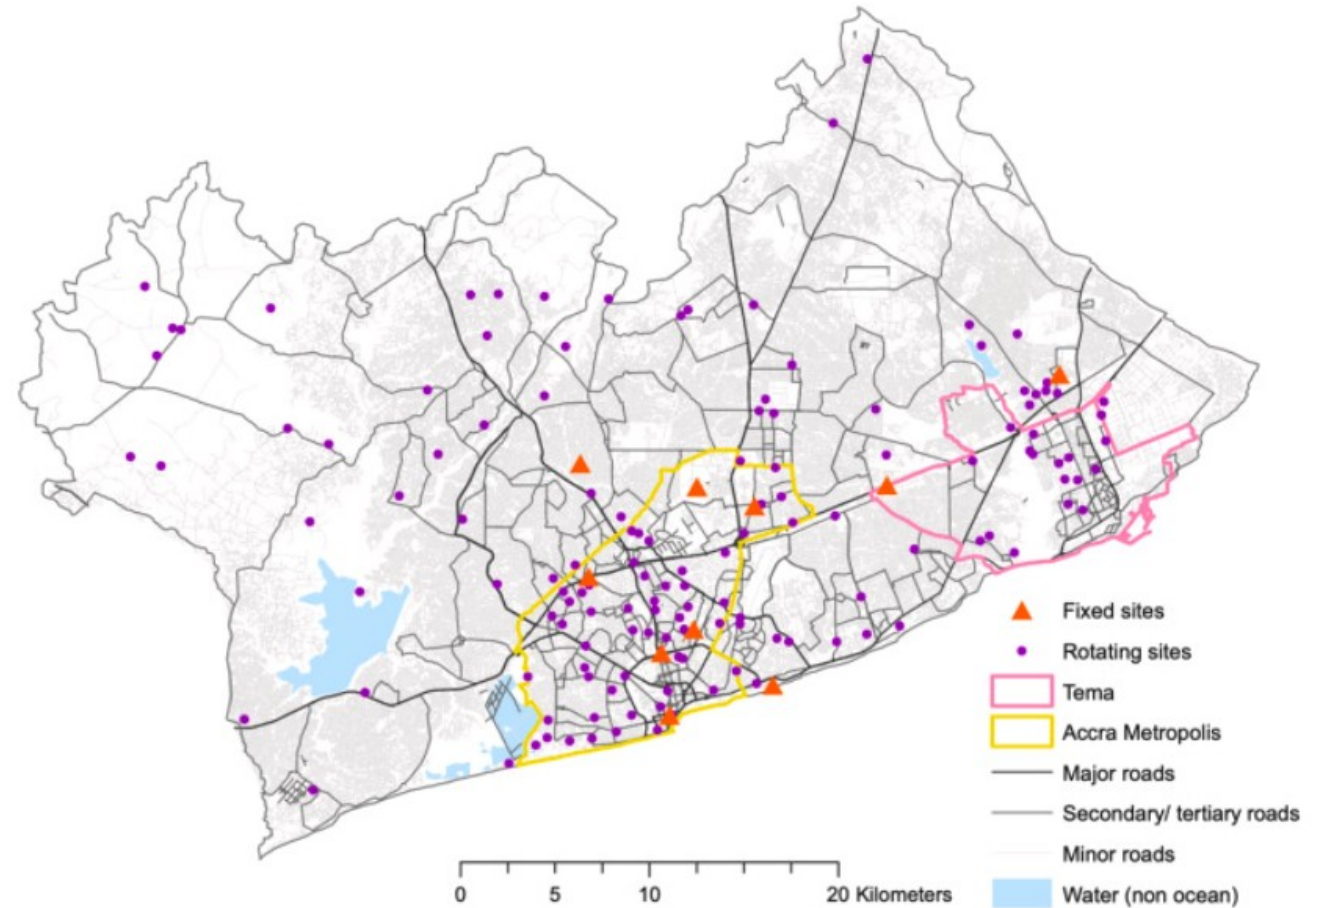 Fixed sites
Rotating sites
Tema
Accra Metropolis
Major roads
Secondary/ tertiary roads
Minor roads
Water (non ocean)
0 5 10 20 Kilometers